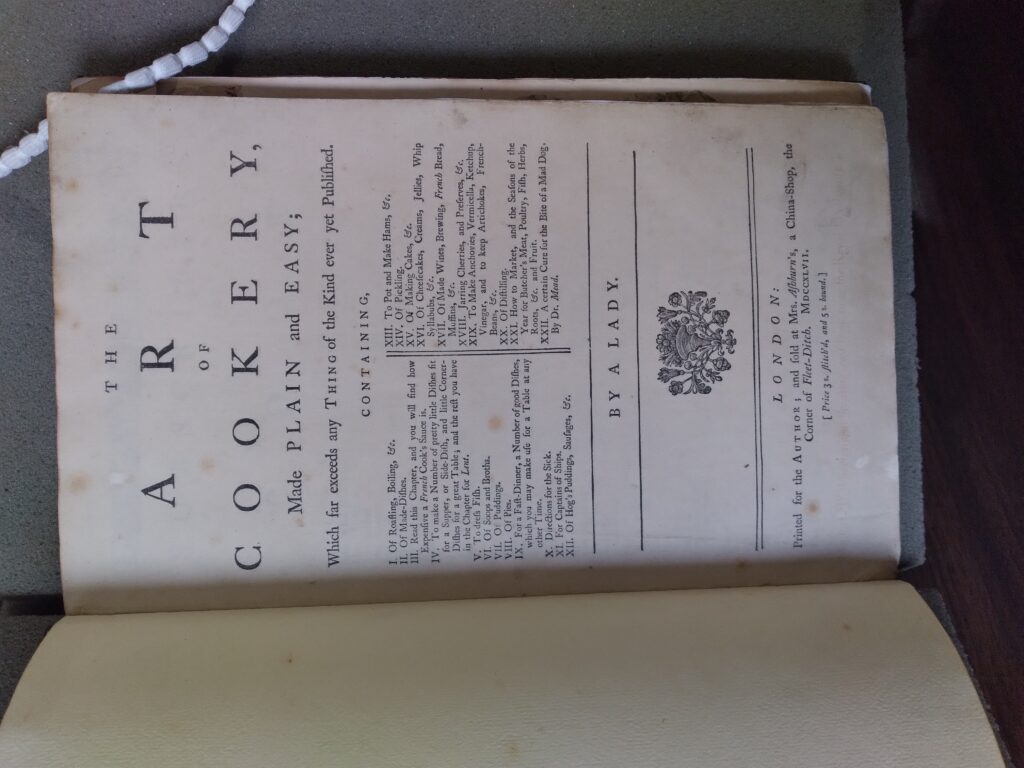 THE
ART
OF
COOKERY,
Made PLAIN and EASY;
Which far exceeds any THING of the Kind ever yet Publiſhed.
CONTAINING,
I. Of Roaſting, Boiling, &c.
II. Of Made-Diſhes.
III. Read this Chapter, and you will find how
Expenſive a French Cook's Sauce is.
IV. To make a Number of pretty little Diſhes fit
for a Supper, or Side-Diſh, and little Corner-
Diſhes for a great Table; and the reſt you have
in the Chapter for Lent.
V. To dreſs Fiſh.
VI. Of Soops and Broths.
VII. Of Puddings.
VIII. Of Pies.
IX. For a Faſt-Dinner, a Number of good Diſhes,
which you may make uſe for a Table at any
other Time.
X. Directions for the Sick.
XI. For Captains of Ships.
XII. Of Hog's Puddings, Sauſages, &c.
XIII. To Pot and Make Hams, &c.
XIV. Of Pickling.
XV. Of Making Cakes, &c.
XVI. Of Cheeſecakes, Creams, Jellies, Whip
Syllabubs, &c.
XVII. Of Made Wines, Brewing, French Bread,
Muffins, &c.
XVIII. Jarring Cherries, and Preſerves, &c.
XIX. To Make Anchovies, Vermicella, Ketchup,
Vinegar, and to keep Artichokes, French-
Beans, &c.
XX. Of Diſtilling.
XXI. How to Market, and the Seaſons of the
Year for Butcher's Meat, Poultry, Fiſh, Herbs,
Roots, &c. and Fruit.
XXII. A certain Cure for the Bite of a Mad Dog.
By Dr. Mead.
BY A LADY.
LONDON:
Printed for the AUTHOR; and ſold at Mrs. Aſhburn's, a China-Shop, the
Corner of Fleet-Ditch. MDCCXLVII.
[ Price 3 s. ſtitch'd, and 5 s. bound.]